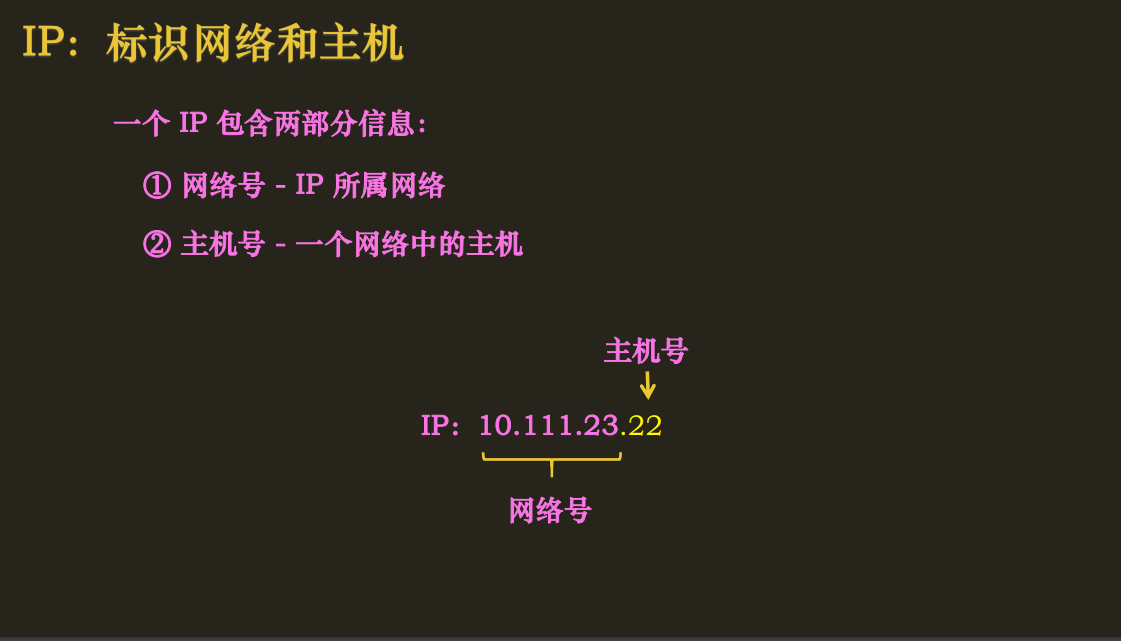 IP：标识网络和主机
一个 IP 包含两部分信息：
① 网络号 - IP 所属网络
② 主机号 - 一个网络中的主机
主机号
IP：10.111.23.22
网络号